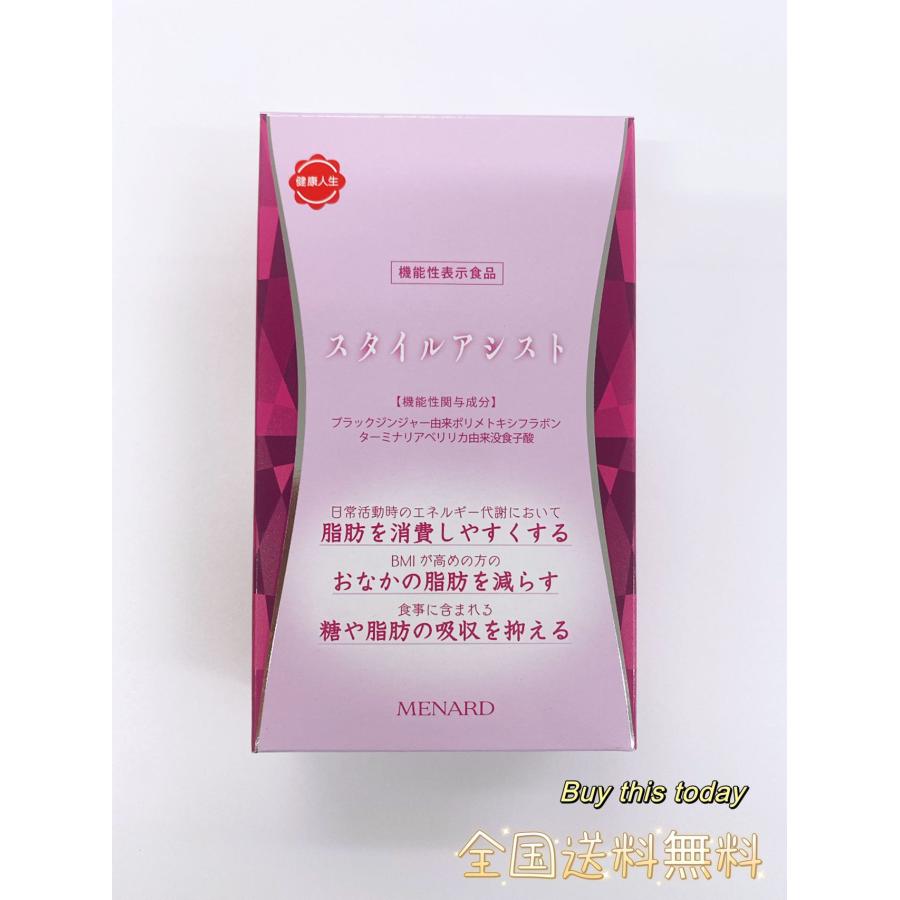 健康人生
機能性表示食品
スタイルアシスト
【機能性関与成分】
ブラックジンジャー由来ポリメトキシフラボン
ターミナリアベリリカ由来没食子酸
日常活動時のエネルギー代謝において
脂肪を消費しやすくする
BMIが高めの方の
おなかの脂肪を減らす
食事に含まれる
糖や脂肪の吸収を抑える
MENARD
Buy this today
全国送料無料